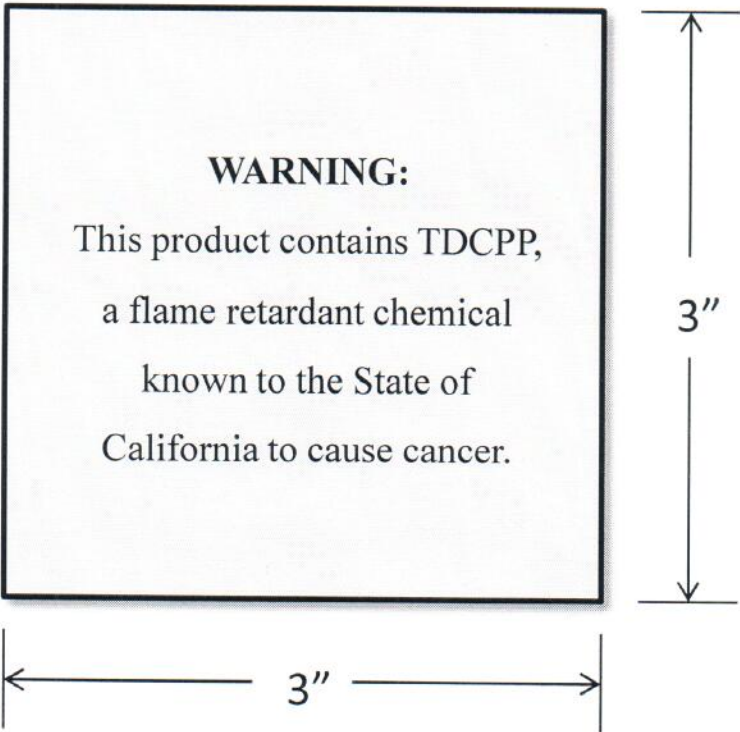 WARNING:
This product contains TDCPP,
a flame retardant chemical
known to the State of
California to cause cancer.
3″
3″